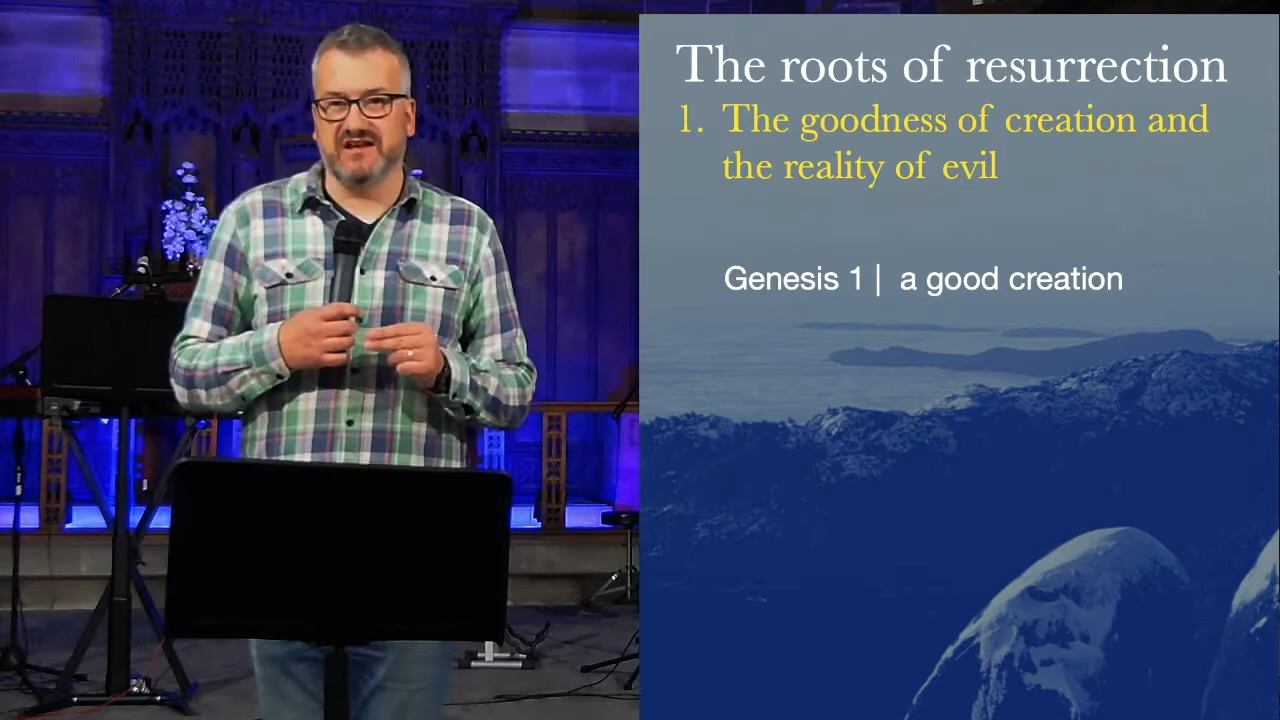 The roots of resurrection
1. The goodness of creation and
the reality of evil
Genesis 1 | a good creation